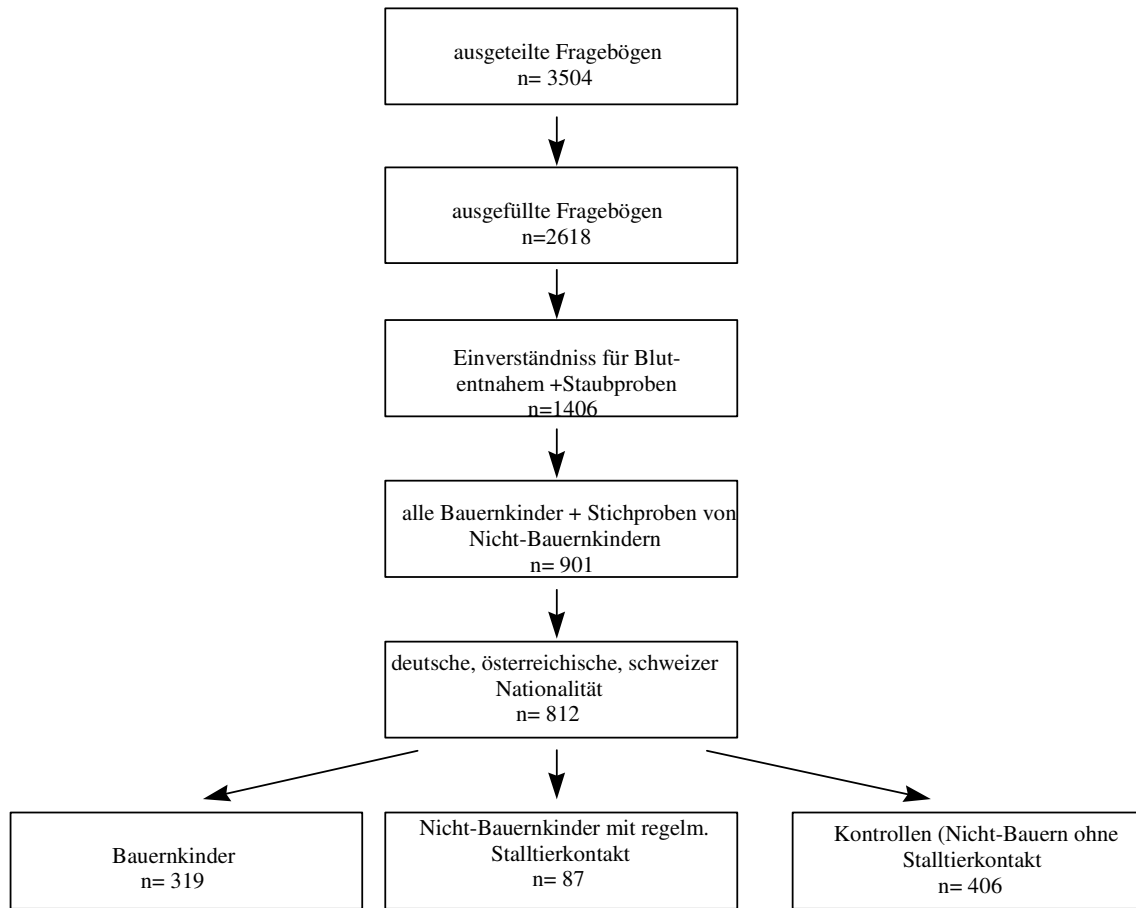 ausgeteilte Fragebögen
n= 3504
ausgefüllte Fragebögen
n=2618
Einverständniss für Blut-
entnahem +Staubproben
n=1406
alle Bauernkinder + Stichproben von
Nicht-Bauernkindern
n= 901
deutsche, österreichische, schweizer
Nationalität
n= 812
Bauernkinder
n= 319
Nicht-Bauernkinder mit regelm.
Stalltierkontakt
n= 87
Kontrollen (Nicht-Bauern ohne
Stalltierkontakt
n= 406